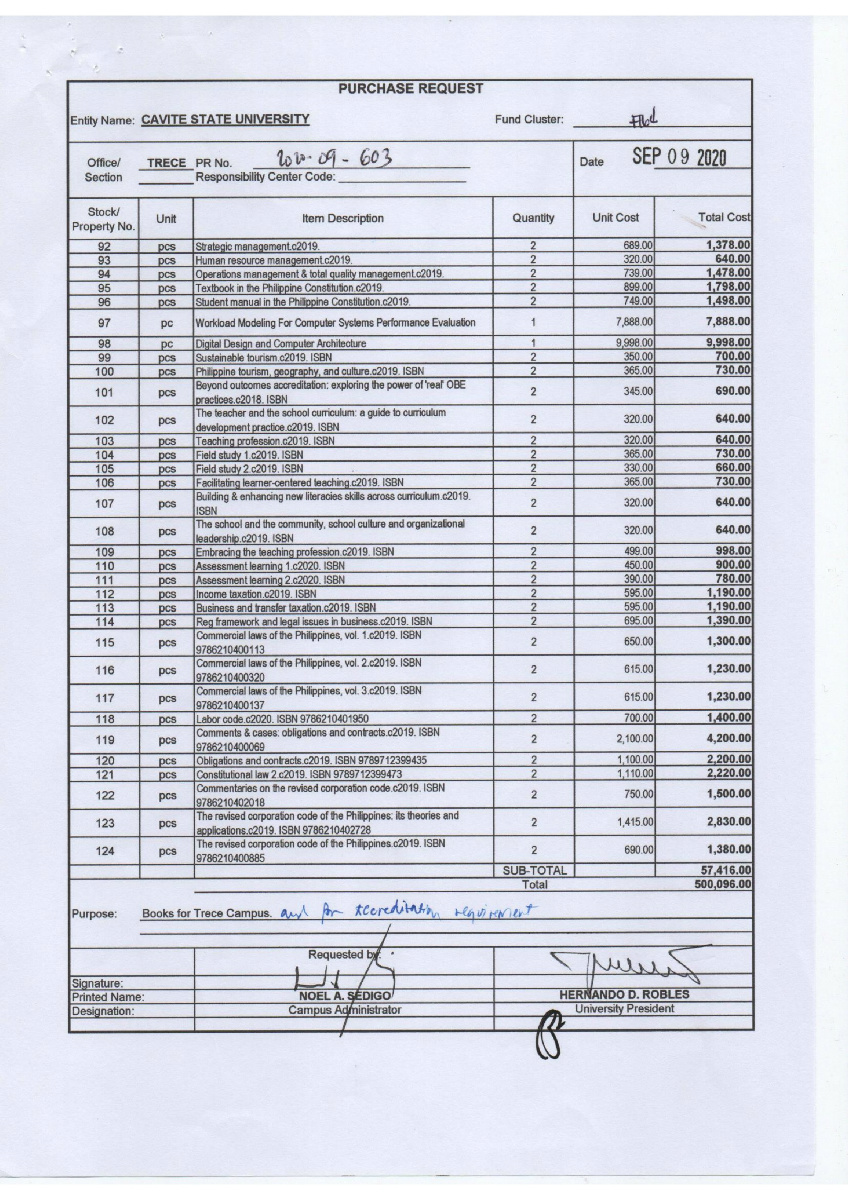 PURCHASE REQUEST
Entity Name: CAVITE STATE UNIVERSITY Fund Cluster:
Office/ Section TRECE PR No. 2020-09-603 Date SEP 09 2020
Responsibility Center Code:
Stock/ Property No. Unit Item Description Quantity Unit Cost Total Cost
92 pcs Strategic management.c2019. 2 689.00 1,378.00
93 pcs Human resource management.c2019. 2 320.00 640.00
94 pcs Operations management & total quality management.c2019. 2 739.00 1,478.00
95 pcs Textbook in the Philippine Constitution.c2019. 2 899.00 1,798.00
96 pcs Student manual in the Philippine Constitution.c2019. 2 749.00 1,498.00
97 pc Workload Modeling For Computer Systems Performance Evaluation 1 7,888.00 7,888.00
98 pc Digital Design and Computer Architecture 1 9,998.00 9,998.00
99 pcs Sustainable tourism.c2019. ISBN 2 350.00 700.00
100 pcs Philippine tourism, geography, and culture.c2019. ISBN 2 365.00 730.00
101 pcs Beyond outcomes accreditation: exploring the power of 'real' OBE
practices.c2018. ISBN 2 345.00 690.00
102 pcs The teacher and the school curriculum: a guide to curriculum
development practice.c2019. ISBN 2 320.00 640.00
103 pcs Teaching profession.c2019. ISBN 2 320.00 640.00
104 pcs Field study 1.c2019. ISBN 2 365.00 730.00
105 pcs Field study 2.c2019. ISBN 2 330.00 660.00
106 pcs Facilitating learner-centered teaching.c2019. ISBN 2 365.00 730.00
107 pcs Building & enhancing new literacies skills across curriculum.c2019.
ISBN 2 320.00 640.00
108 pcs The school and the community, school culture and organizational
leadership.c2019. ISBN 2 320.00 640.00
109 pcs Embracing the teaching profession.c2019. ISBN 2 499.00 998.00
110 pcs Assessment learning 1.c2020. ISBN 2 450.00 900.00
111 pcs Assessment learning 2.c2020. ISBN 2 390.00 780.00
112 pcs Income taxation.c2019. ISBN 2 595.00 1,190.00
113 pcs Business and transfer taxation.c2019. ISBN 2 595.00 1,190.00
114 pcs Reg framework and legal issues in business.c2019. ISBN 2 695.00 1,390.00
115 pcs Commercial laws of the Philippines, vol. 1.c2019. ISBN
9786210400113 2 650.00 1,300.00
116 pcs Commercial laws of the Philippines, vol. 2.c2019. ISBN
9786210400320 2 615.00 1,230.00
117 pcs Commercial laws of the Philippines, vol. 3.c2019. ISBN
9786210400137 2 615.00 1,230.00
118 pcs Labor code.c2020. ISBN 9786210401950 2 700.00 1,400.00
119 pcs Comments & cases: obligations and contracts.c2019. ISBN
9786210400069 2 2,100.00 4,200.00
120 pcs Obligations and contracts.c2019. ISBN 9789712399435 2 1,100.00 2,200.00
121 pcs Constitutional law 2.c2019. ISBN 9789712399473 2 1,110.00 2,220.00
122 pcs Commentaries on the revised corporation code.c2019. ISBN
9786210402018 2 750.00 1,500.00
123 pcs The revised corporation code of the Philippines: its theories and
applications.c2019. ISBN 9786210402728 2 1,415.00 2,830.00
124 pcs The revised corporation code of the Philippines.c2019. ISBN
9786210400885 2 690.00 1,380.00
SUB-TOTAL 57,416.00
Total 500,096.00
Purpose: Books for Trece Campus. and for accreditation requirement
Requested by:
Signature:
Printed Name: NOEL A. SEDIGO HERNANDO D. ROBLES
Designation: Campus Administrator University President